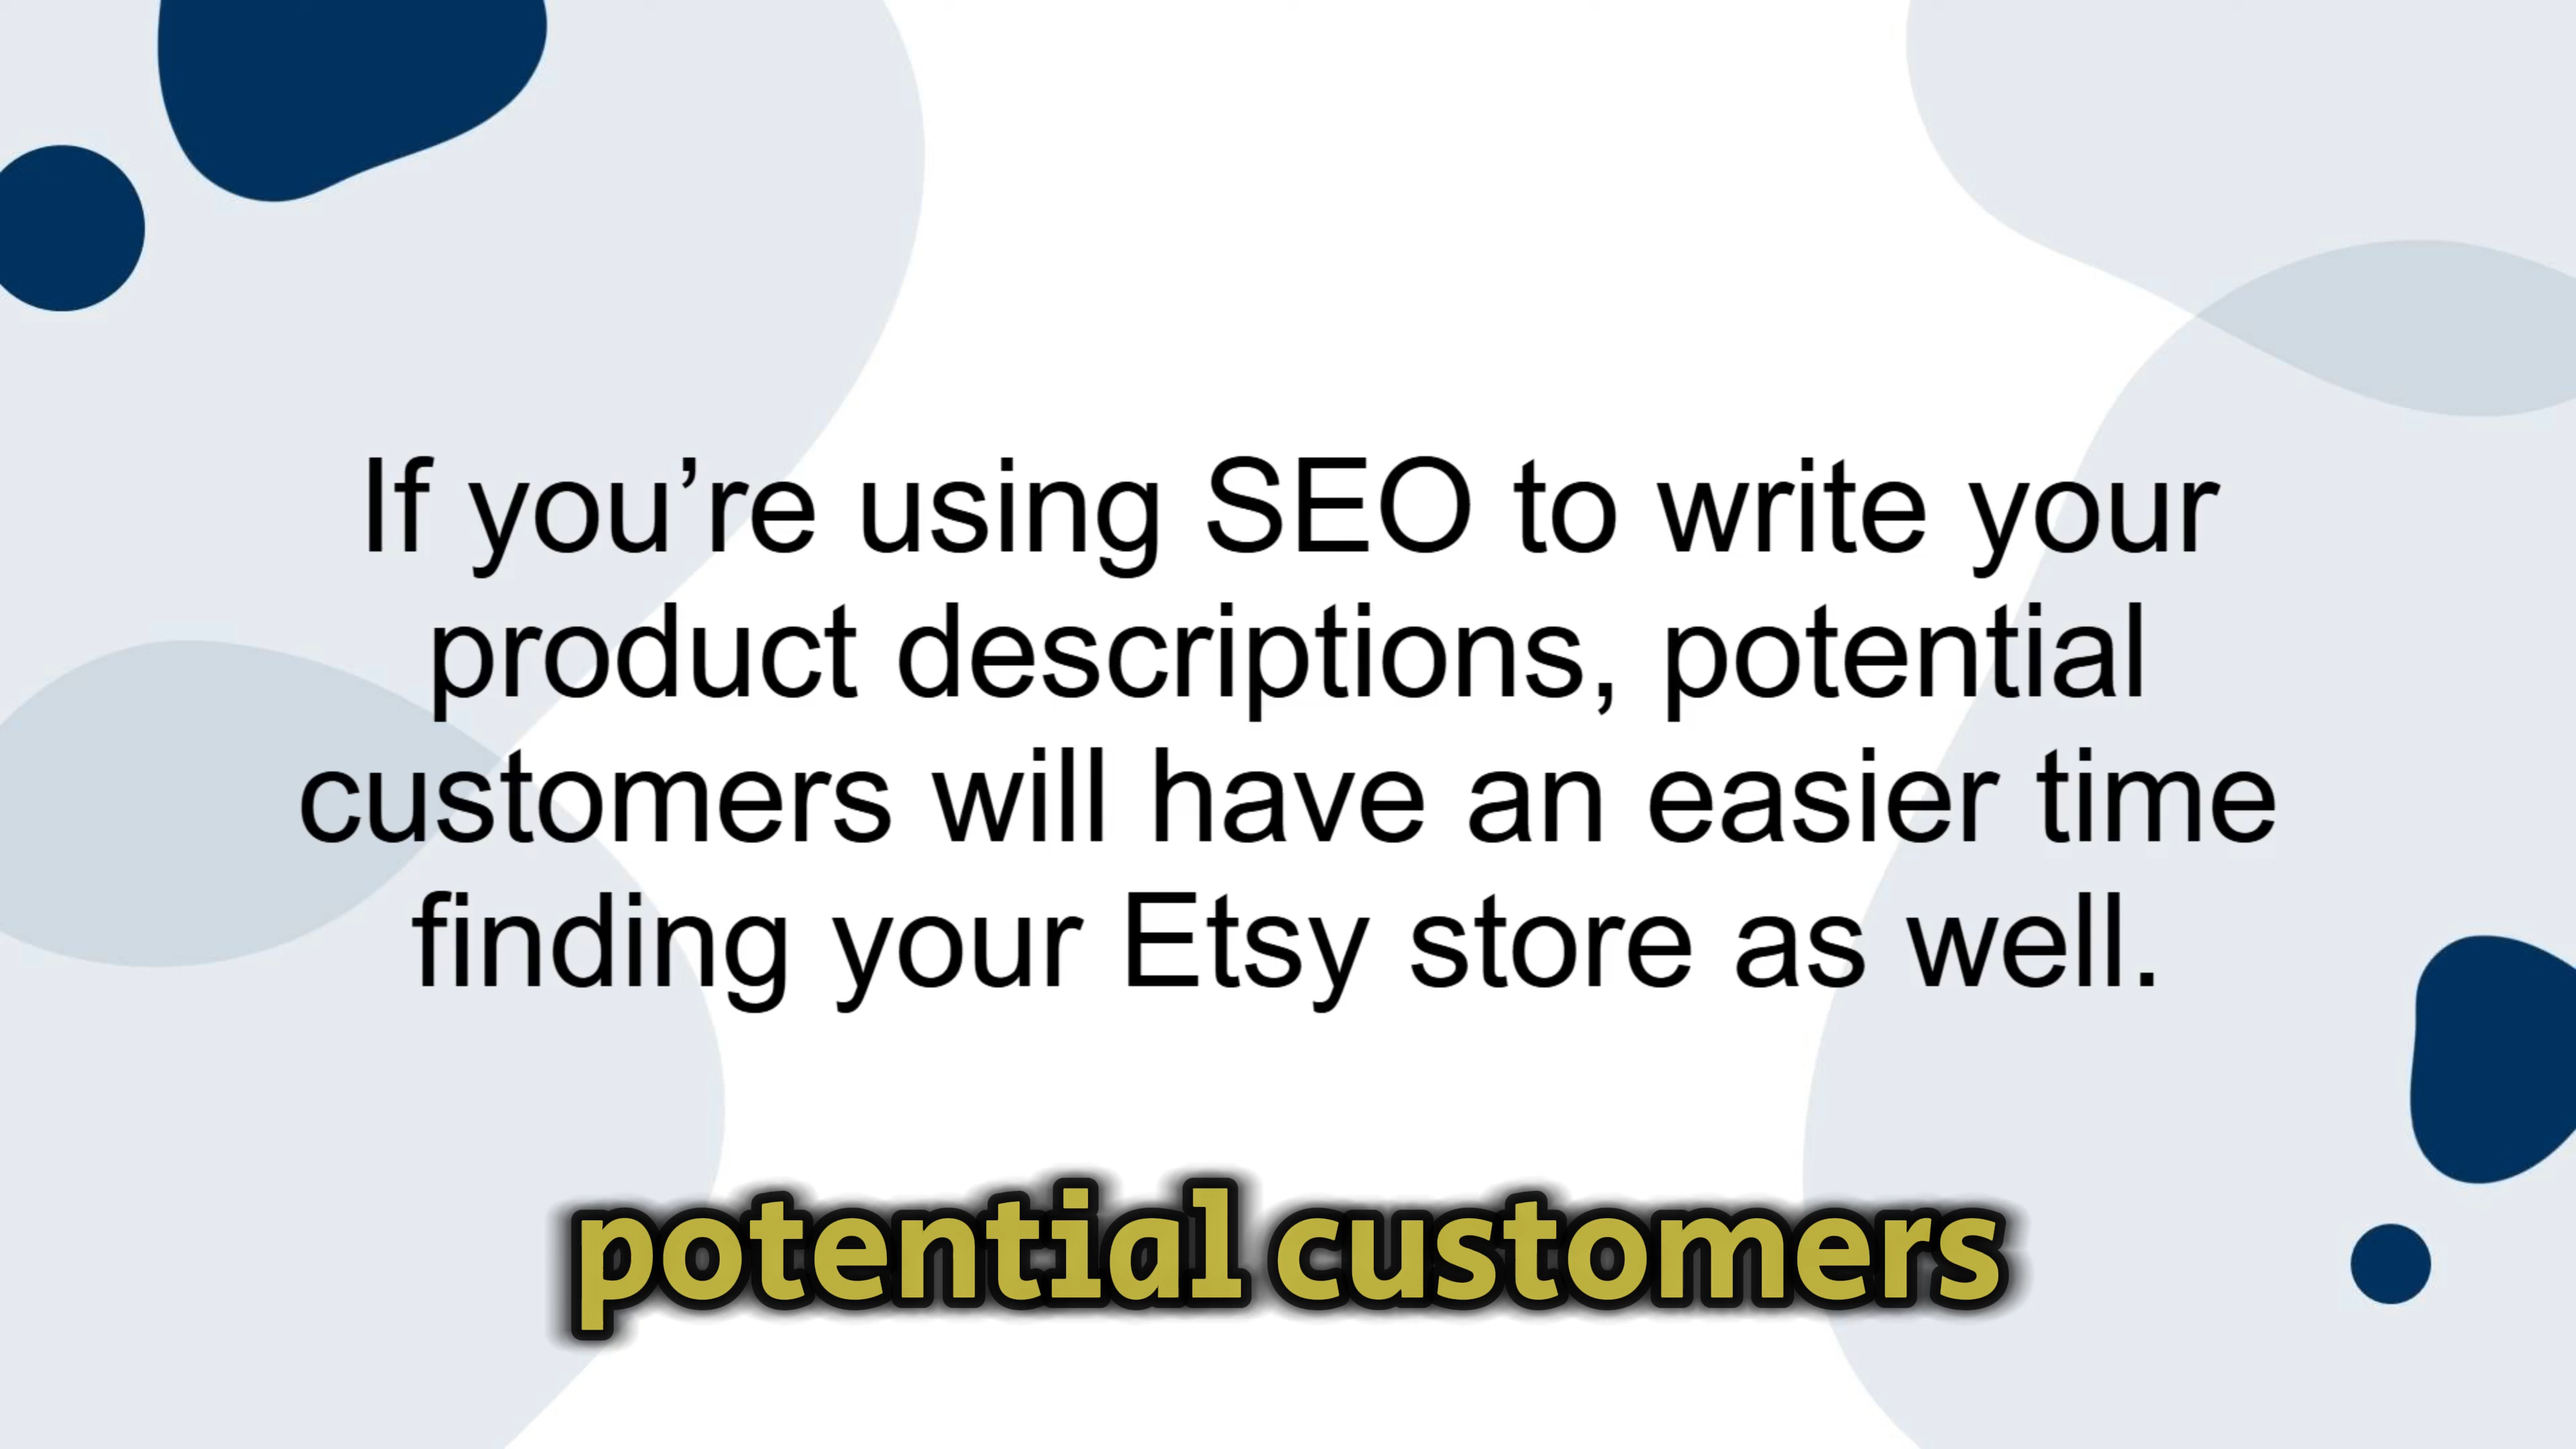 If you’re using SEO to write your
product descriptions, potential
customers will have an easier time
finding your Etsy store as well.
potential customers